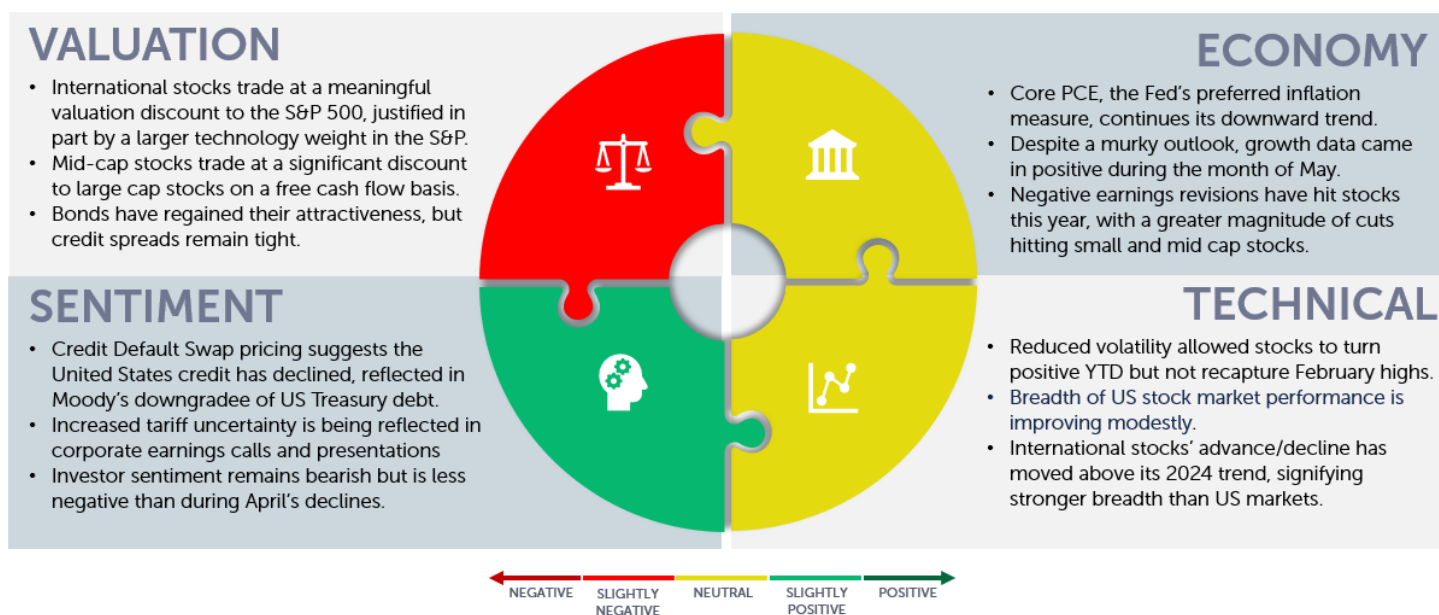 VALUATION
• International stocks trade at a meaningful
valuation discount to the S&P 500, justified in
part by a larger technology weight in the S&P.
• Mid-cap stocks trade at a significant discount
to large cap stocks on a free cash flow basis.
• Bonds have regained their attractiveness, but
credit spreads remain tight.
ECONOMY
• Core PCE, the Fed's preferred inflation
measure, continues its downward trend.
• Despite a murky outlook, growth data came
in positive during the month of May.
• Negative earnings revisions have hit stocks
this year, with a greater magnitude of cuts
hitting small and mid cap stocks.
SENTIMENT
• Credit Default Swap pricing suggests the
United States credit has declined, reflected in
Moody's downgradee of US Treasury debt.
• Increased tariff uncertainty is being reflected in
corporate earnings calls and presentations
• Investor sentiment remains bearish but is less
negative than during April's declines.
TECHNICAL
• Reduced volatility allowed stocks to turn
positive YTD but not recapture February highs.
• Breadth of US stock market performance is
improving modestly.
• International stocks' advance/decline has
moved above its 2024 trend, signifying
stronger breadth than US markets.
NEGATIVE
SLIGHTLY
NEGATIVE
NEUTRAL
SLIGHTLY
POSITIVE
POSITIVE